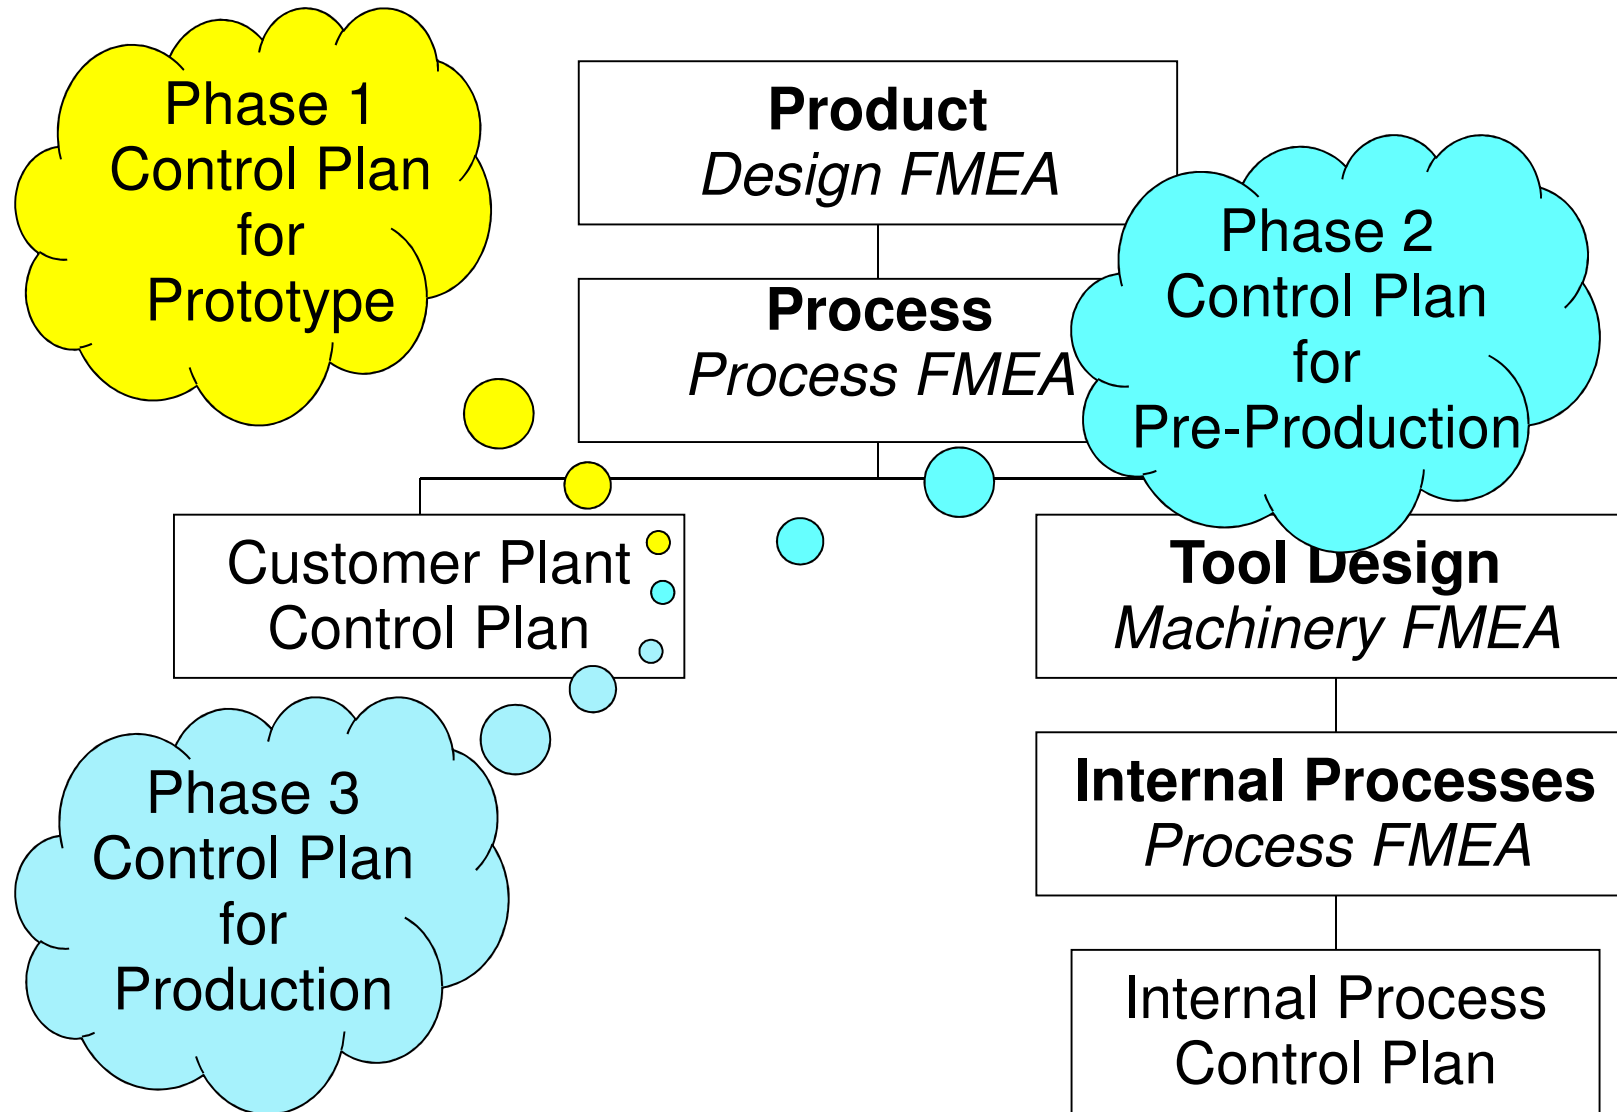 Phase 1
Control Plan
for
Prototype
Product
Design FMEA
Phase 2
Control Plan
for
Pre-Production
Process
Process FMEA
Customer Plant
Control Plan
Tool Design
Machinery FMEA
Phase 3
Control Plan
for
Production
Internal Processes
Process FMEA
Internal Process
Control Plan